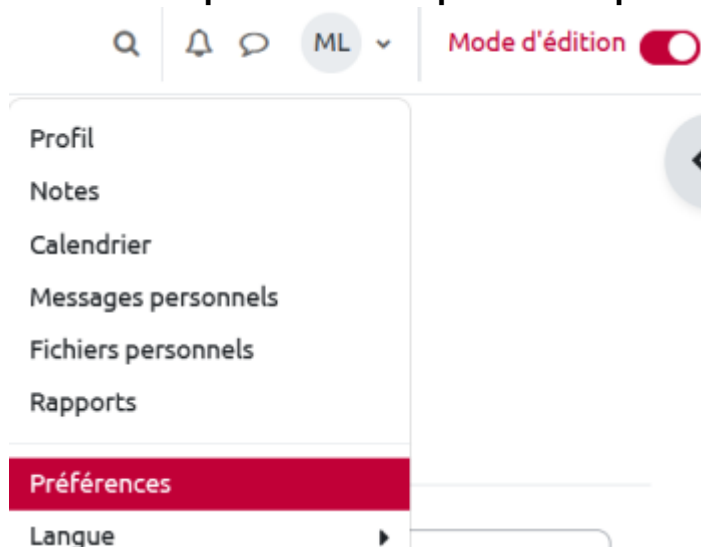 ML
Mode d'édition
Profil
Notes
Calendrier
Messages personnels
Fichiers personnels
Rapports
Préférences
Langue